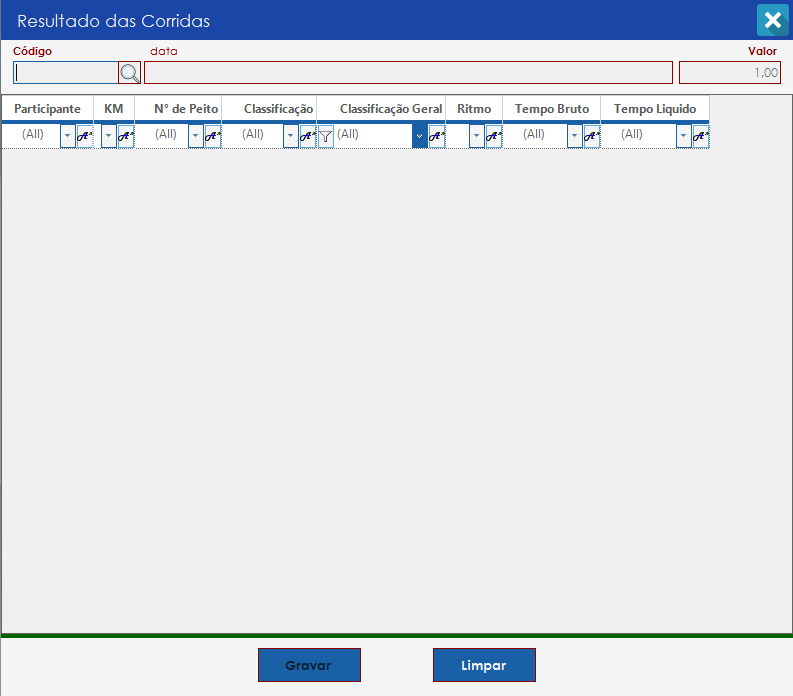 Resultado das Corridas
Código data Valor
1,00
Participante KM N° de Peito Classificação Classificação Geral Ritmo Tempo Bruto Tempo Liquido
(All) (All) (All) (All) (All) (All)
Gravar Limpar